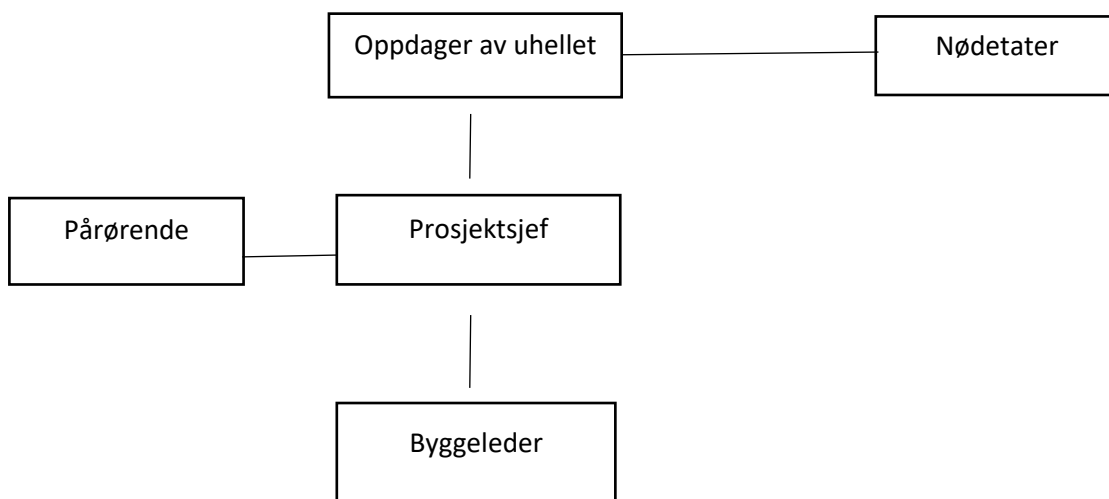 Oppdager av uhellet
Nødetater
Pårørende
Prosjektsjef
Byggeleder